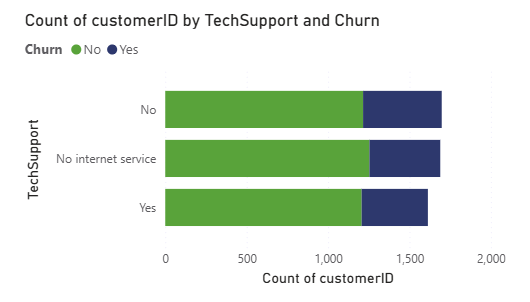 Count of customerID by TechSupport and Churn
Churn No Yes
TechSupport
No
No internet service
Yes
0 500 1,000 1,500 2,000
Count of customerID